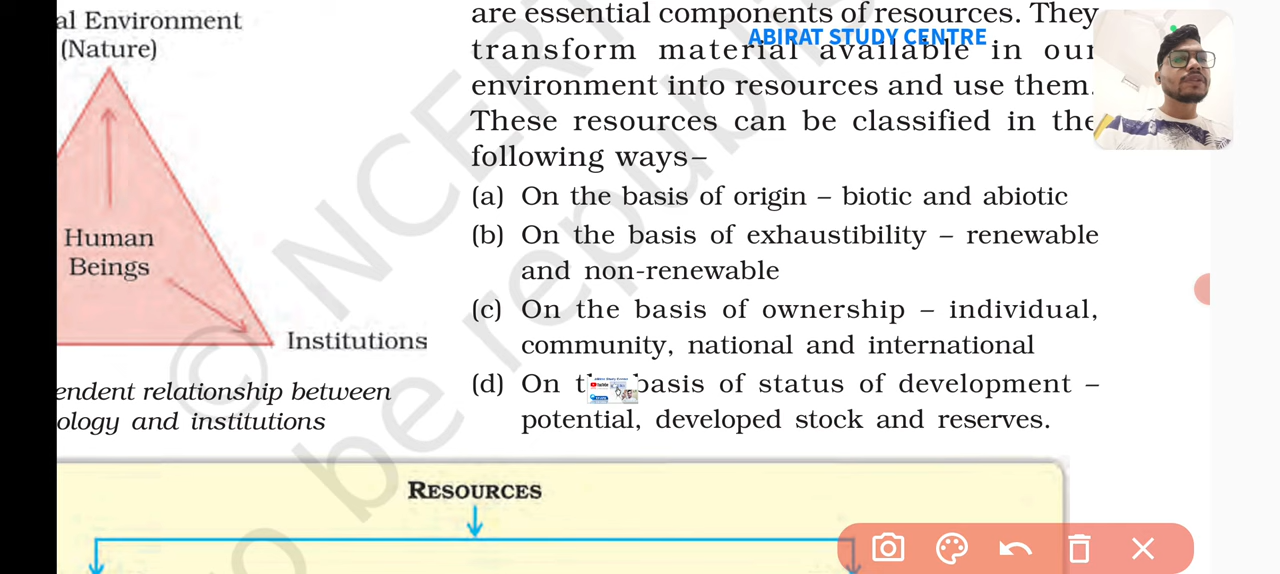 al Environment
(Nature)
Human
Beings
Institutions
endent relationship between
ology and institutions
are essential components of resources. They
ABIRAT STUDY CENTRE
transform material available in our
environment into resources and use them.
These resources can be classified in the
following ways–
(a) On the basis of origin – biotic and abiotic
(b) On the basis of exhaustibility – renewable
and non-renewable
(c) On the basis of ownership – individual,
community, national and international
(d) On basis of status of development –
potential, developed stock and reserves.
RESOURCES
© NCERT
be republi